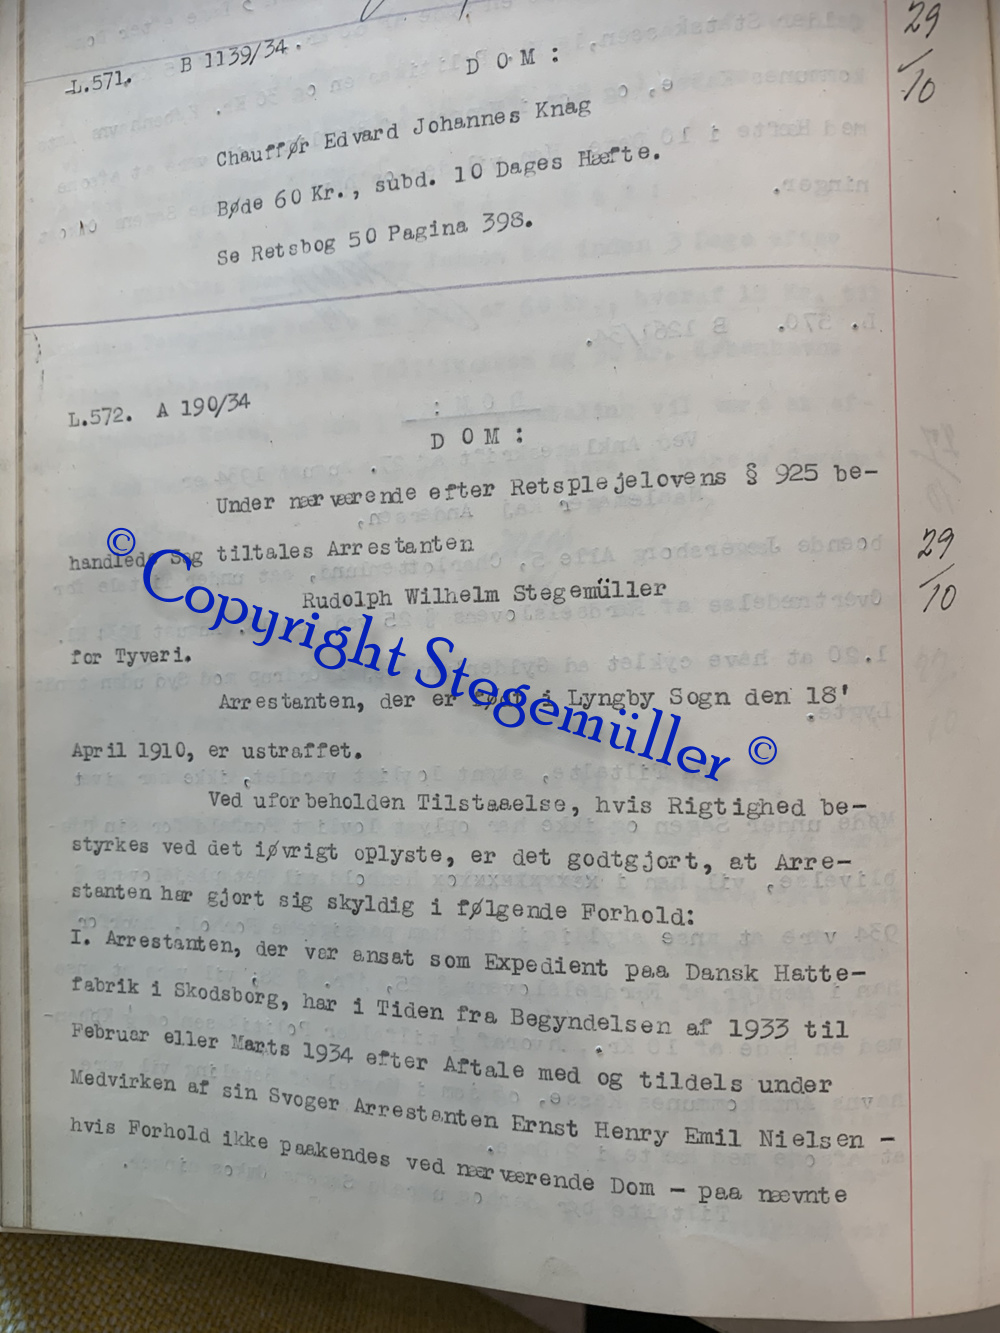 L.571. B 1139/34.
29/10
D O M :
Chauffør Edvard Johannes Knag
Bøde 60 Kr., subd. 10 Dages Hæfte.
Se Retsbog 50 Pagina 398.
L.572. A 190/34
D O M :
Under nærværende efter Retsplejelovens § 925 be-
handlede Sag tiltales Arrestanten
29/10
Rudolph Wilhelm Stegemüller
for Tyveri.
Arrestanten, der er født i Lyngby Sogn den 18'
April 1910, er ustraffet.
Ved uforbeholden Tilstaaelse, hvis Rigtighed be-
styrkes ved det iøvrigt oplyste, er det godtgjort, at Arre-
stanten har gjort sig skyldig i følgende Forhold:
I. Arrestanten, der var ansat som Expedient paa Dansk Hatte-
fabrik i Skodsborg, har i Tiden fra Begyndelsen af 1933 til
Februar eller Marts 1934 efter Aftale med og tildels under
Medvirken af sin Svoger Arrestanten Ernst Henry Emil Nielsen -
hvis Forhold ikke paakendes ved nærværende Dom - paa nævnte
© Copyright Stegemüller ©